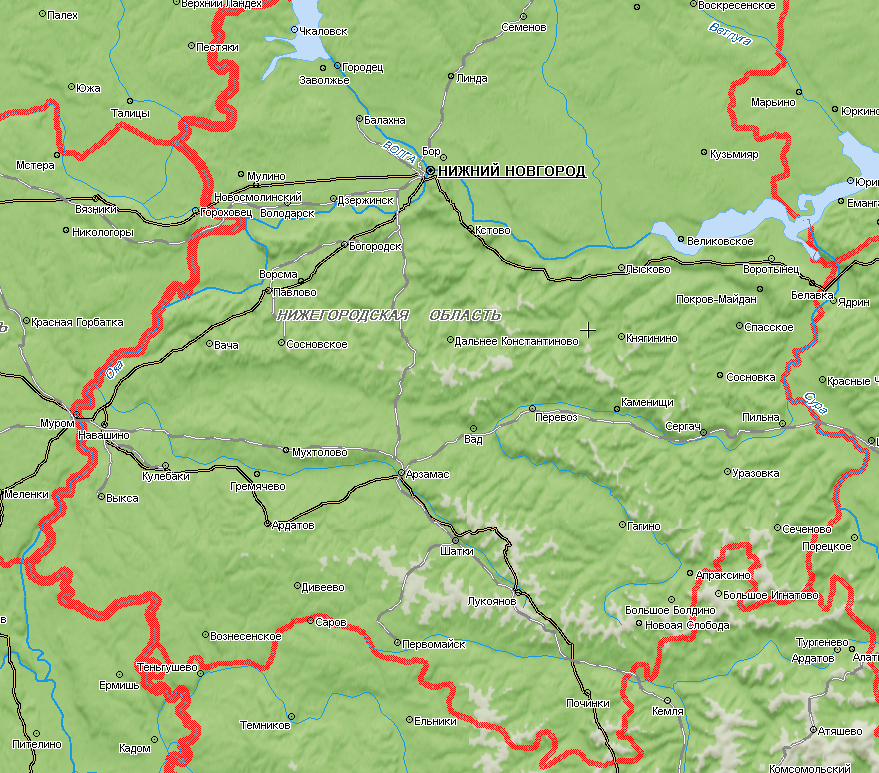 Верхний Ландех
Воскресенское
Палех
Чкаловск
Семенов
Ветлуга
Пестяки
Городец
Заволжье
Линда
Южа
Талицы
Марьино
Юркино
Балахна
ВОЛГА
Бор
Кузьмияр
Мстера
НИЖНИЙ НОВГОРОД
Мулино
Новосмолинский
Дзержинск
Вязники
Гороховец
Володарск
Никологоры
Кстово
Великовское
Богородск
Ворсма
Лысково
Воротынец
Павлово
Покров-Майдан
Белавка
Ядрин
НИЖЕГОРОДСКАЯ ОБЛАСТЬ
Красная Горбатка
Спасское
Вача
Сосновское
Дальнее Константиново
Княгинино
Ока
Сосновка
Каменищи
Сура
Муром
Навашино
Перевоз
Сергач
Пильна
Вад
Мухтолово
Кулебаки
Гремячево
Арзамас
Уразовка
Меленки
Выкса
Ардатов
Гагино
Сеченово
Порецкое
Шатки
Апраксино
Дивеево
Лукоянов
Большое Игнатово
Большое Болдино
Новоая Слобода
Саров
Вознесенское
Первомайск
Тургенево
Ардатов
Теньгушево
Ермишь
Починки
Кемля
Темников
Ельники
Атяшево
Пителино
Кадом
Комсомольский